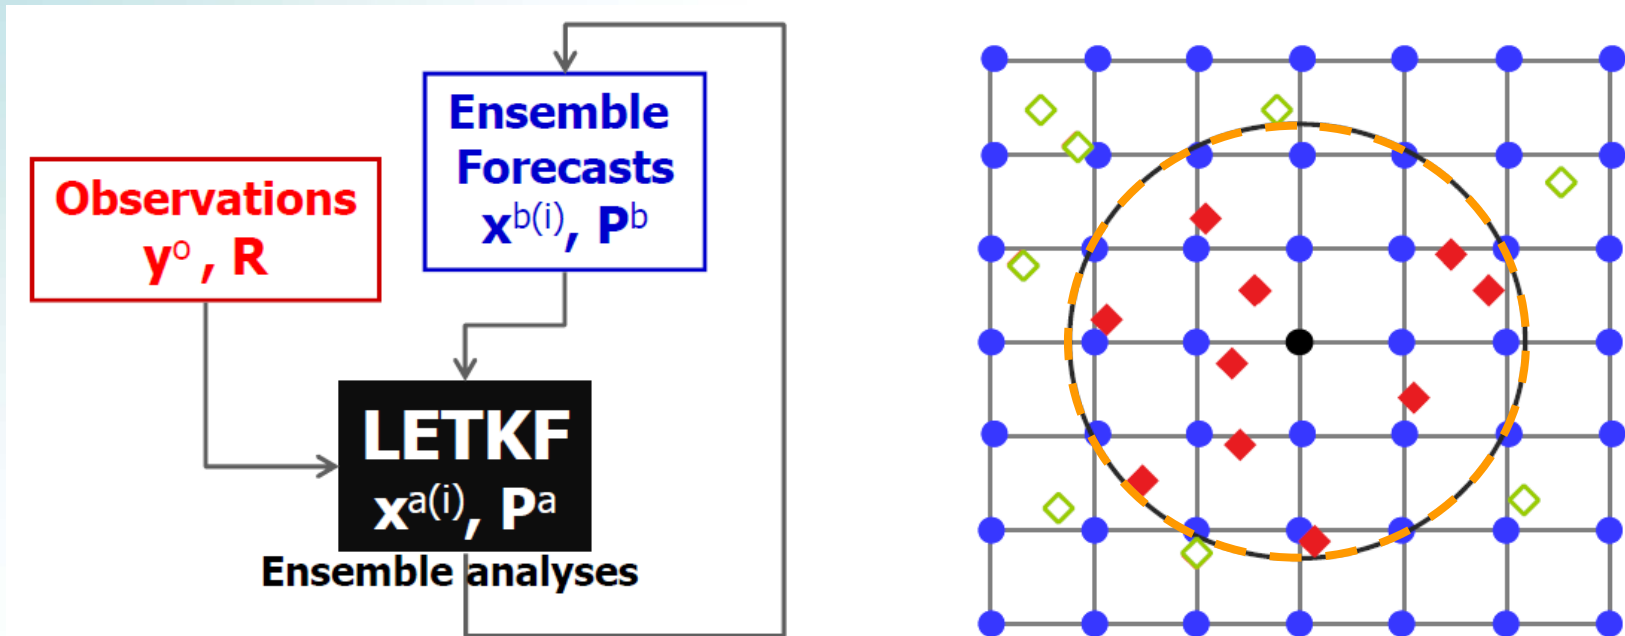 Observations
yᵒ , R
Ensemble
Forecasts
xᵇ⁽ⁱ⁾, Pᵇ
LETKF
xᵃ⁽ⁱ⁾, Pᵃ
Ensemble analyses